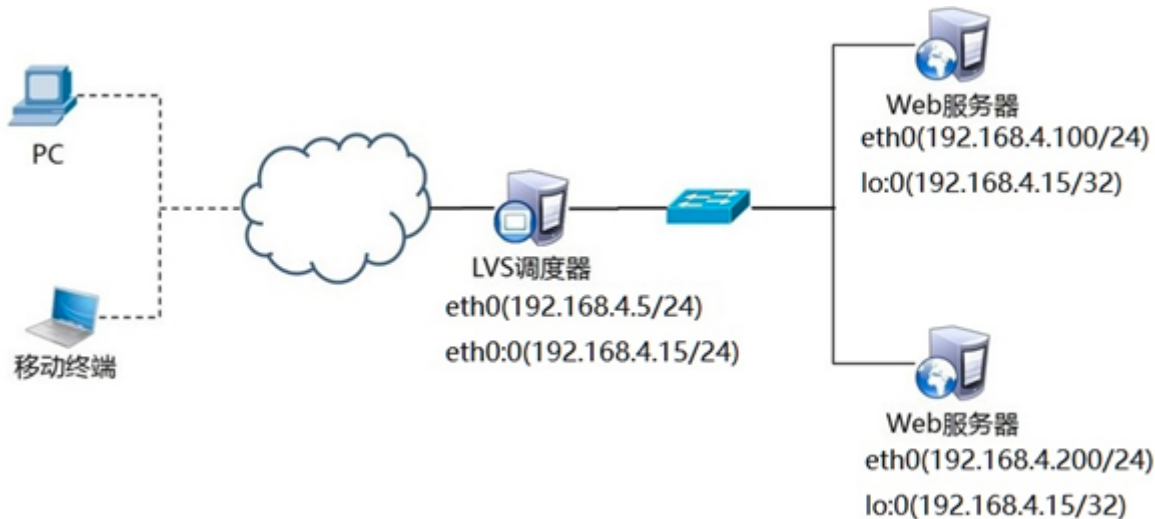 PC
移动终端
LVS调度器
eth0(192.168.4.5/24)
eth0:0(192.168.4.15/24)
Web服务器
eth0(192.168.4.100/24)
lo:0(192.168.4.15/32)
Web服务器
eth0(192.168.4.200/24)
lo:0(192.168.4.15/32)